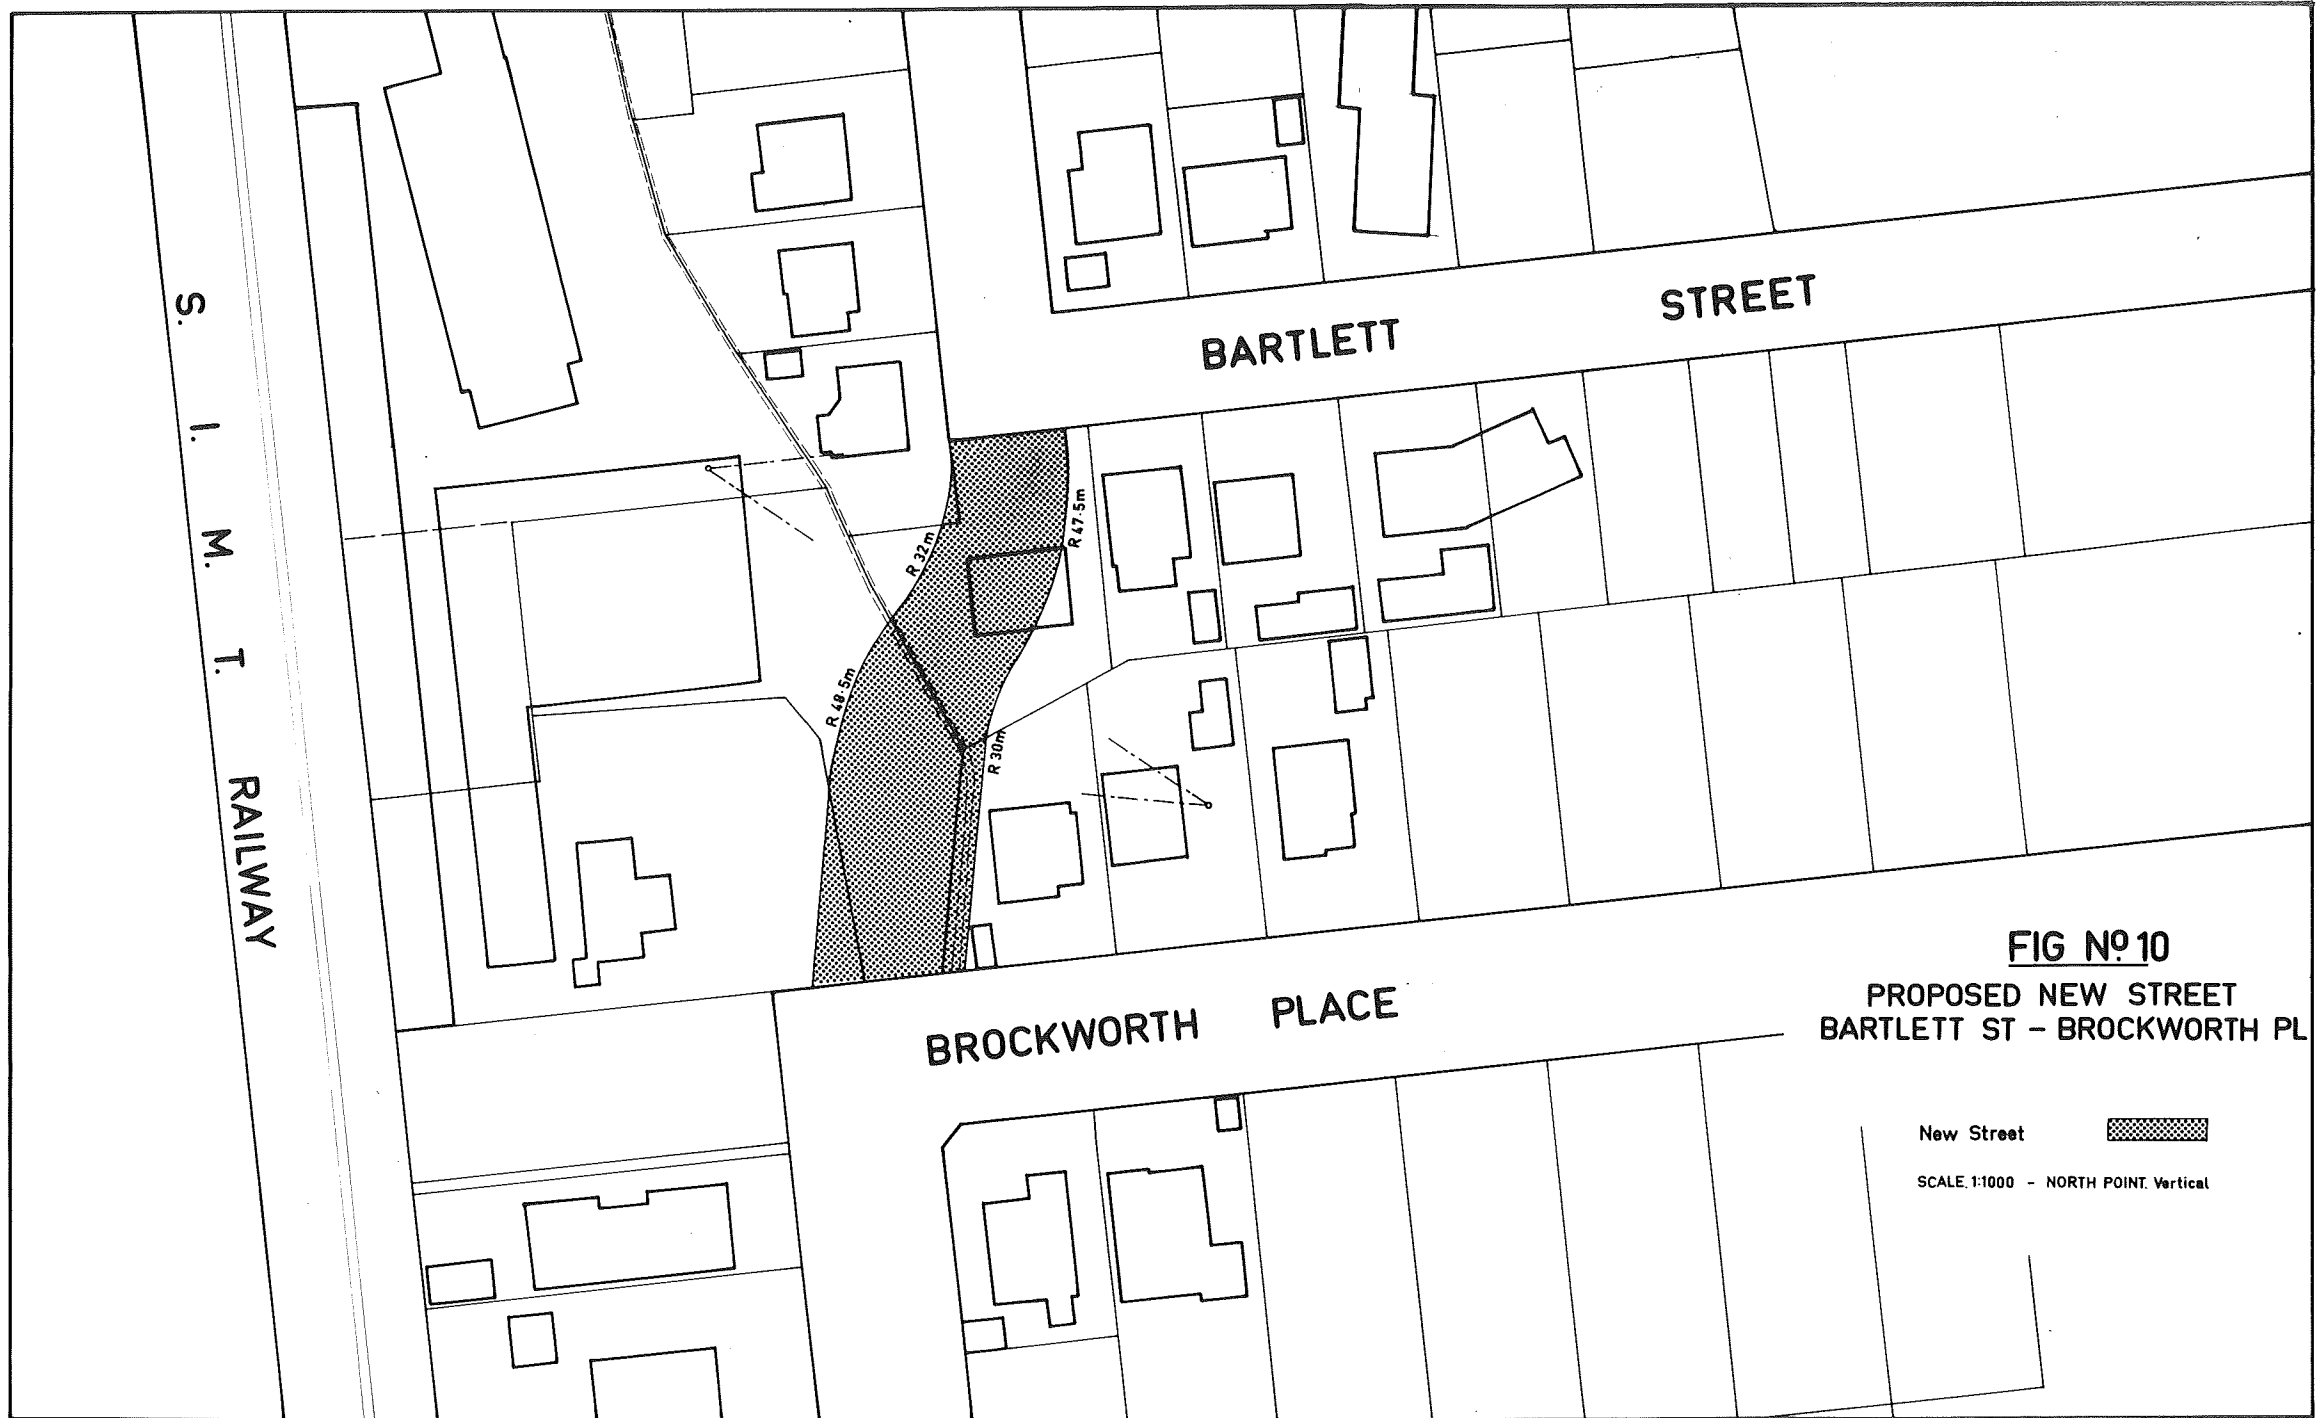 S. I. M. T. RAILWAY
BARTLETT STREET
R 32m
R 47·5m
R 48·5m
R 30m
BROCKWORTH PLACE
FIG Nº 10
PROPOSED NEW STREET
BARTLETT ST – BROCKWORTH PL
New Street
SCALE. 1:1000 - NORTH POINT. Vertical